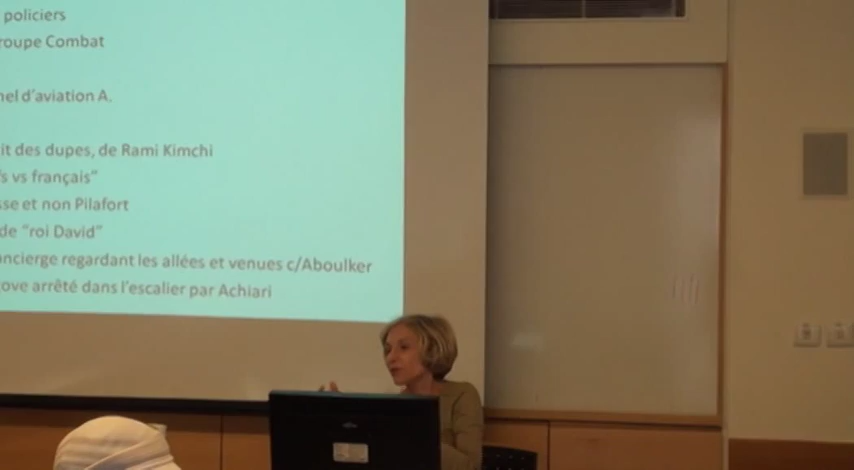 policiers
roupe Combat
nel d'aviation A.
it des dupes, de Rami Kimchi
s vs français"
sse et non Pilafort
de "roi David"
ncierge regardant les allées et venues c/Aboulker
ove arrêté dans l'escalier par Achiari